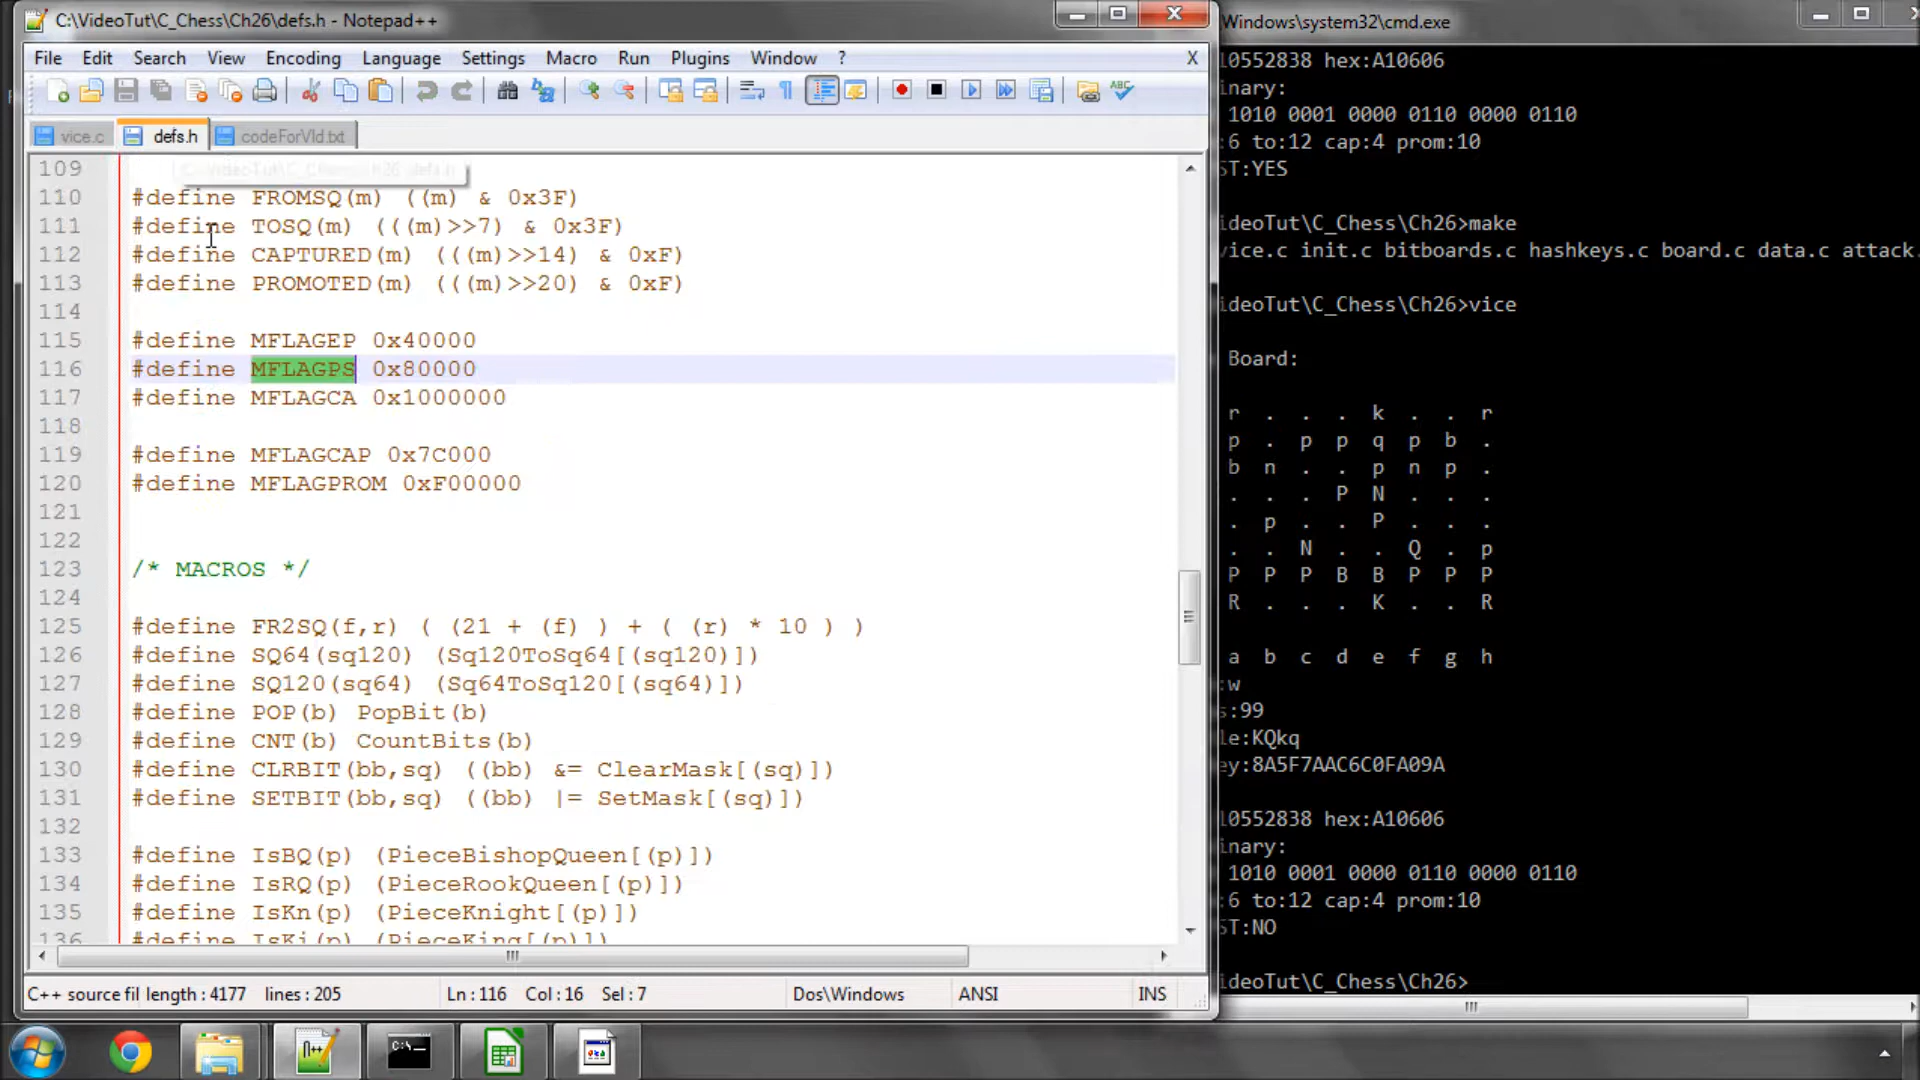 C:\VideoTut\C_Chess\Ch26\defs.h - Notepad++
File Edit Search View Encoding Language Settings Macro Run Plugins Window ? X
vice.c defs.h codeForVid.txt
109
110 #define FROMSQ(m) ((m) & 0x3F)
111 #define TOSQ(m) (((m)>>7) & 0x3F)
112 #define CAPTURED(m) (((m)>>14) & 0xF)
113 #define PROMOTED(m) (((m)>>20) & 0xF)
114
115 #define MFLAGEP 0x40000
116 #define MFLAGPS 0x80000
117 #define MFLAGCA 0x1000000
118
119 #define MFLAGCAP 0x7C000
120 #define MFLAGPROM 0xF00000
121
122
123 /* MACROS */
124
125 #define FR2SQ(f,r) ( (21 + (f) ) + ( (r) * 10 ) )
126 #define SQ64(sq120) (Sq120ToSq64[(sq120)])
127 #define SQ120(sq64) (Sq64ToSq120[(sq64)])
128 #define POP(b) PopBit(b)
129 #define CNT(b) CountBits(b)
130 #define CLRBIT(bb,sq) ((bb) &= ClearMask[(sq)])
131 #define SETBIT(bb,sq) ((bb) |= SetMask[(sq)])
132
133 #define IsBQ(p) (PieceBishopQueen[(p)])
134 #define IsRQ(p) (PieceRookQueen[(p)])
135 #define IsKn(p) (PieceKnight[(p)])
136 #define IsKi(p) (PieceKing[(p)])
C++ source fil length : 4177 lines : 205 Ln : 116 Col : 16 Sel : 7 Dos\Windows ANSI INS
Windows\system32\cmd.exe
10552838 hex:A10606
inary:
1010 0001 0000 0110 0000 0110
:6 to:12 cap:4 prom:10
ST:YES
ideoTut\C_Chess\Ch26>make
vice.c init.c bitboards.c hashkeys.c board.c data.c attack.
ideoTut\C_Chess\Ch26>vice
Board:
r . . . k . . r
p . p p q p b .
b n . . p n p .
. . . P N . . .
. p . . P . . .
. . N . . Q . p
P P P B B P P P
R . . . K . . R
a b c d e f g h
:w
s:99
le:KQkq
ey:8A5F7AAC6C0FA09A
10552838 hex:A10606
inary:
1010 0001 0000 0110 0000 0110
:6 to:12 cap:4 prom:10
ST:NO
ideoTut\C_Chess\Ch26>